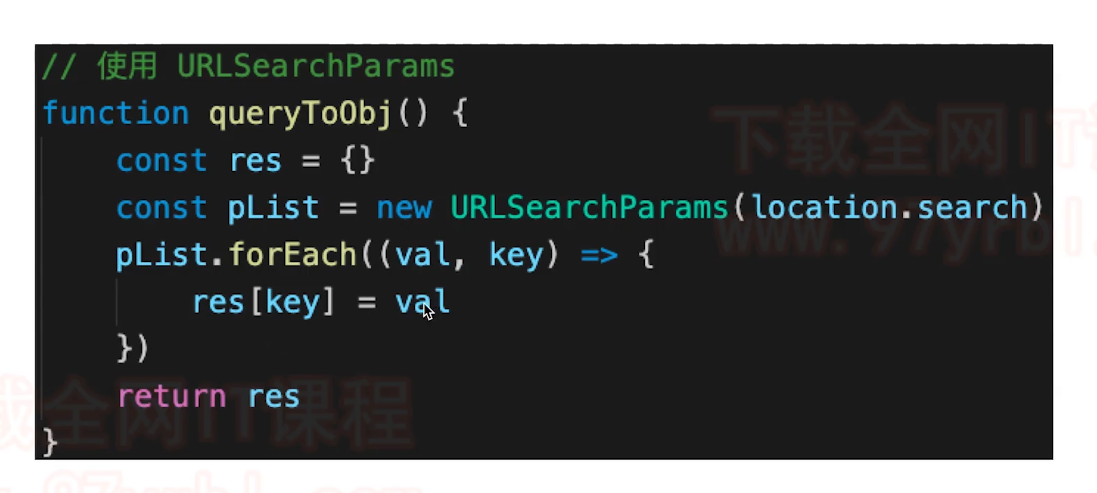 // 使用 URLSearchParams
function queryToObj() {
    const res = {}
    const pList = new URLSearchParams(location.search)
    pList.forEach((val, key) => {
        res[key] = val
    })
    return res
}
下载全网IT
www.97yrbl.
载全网IT课程